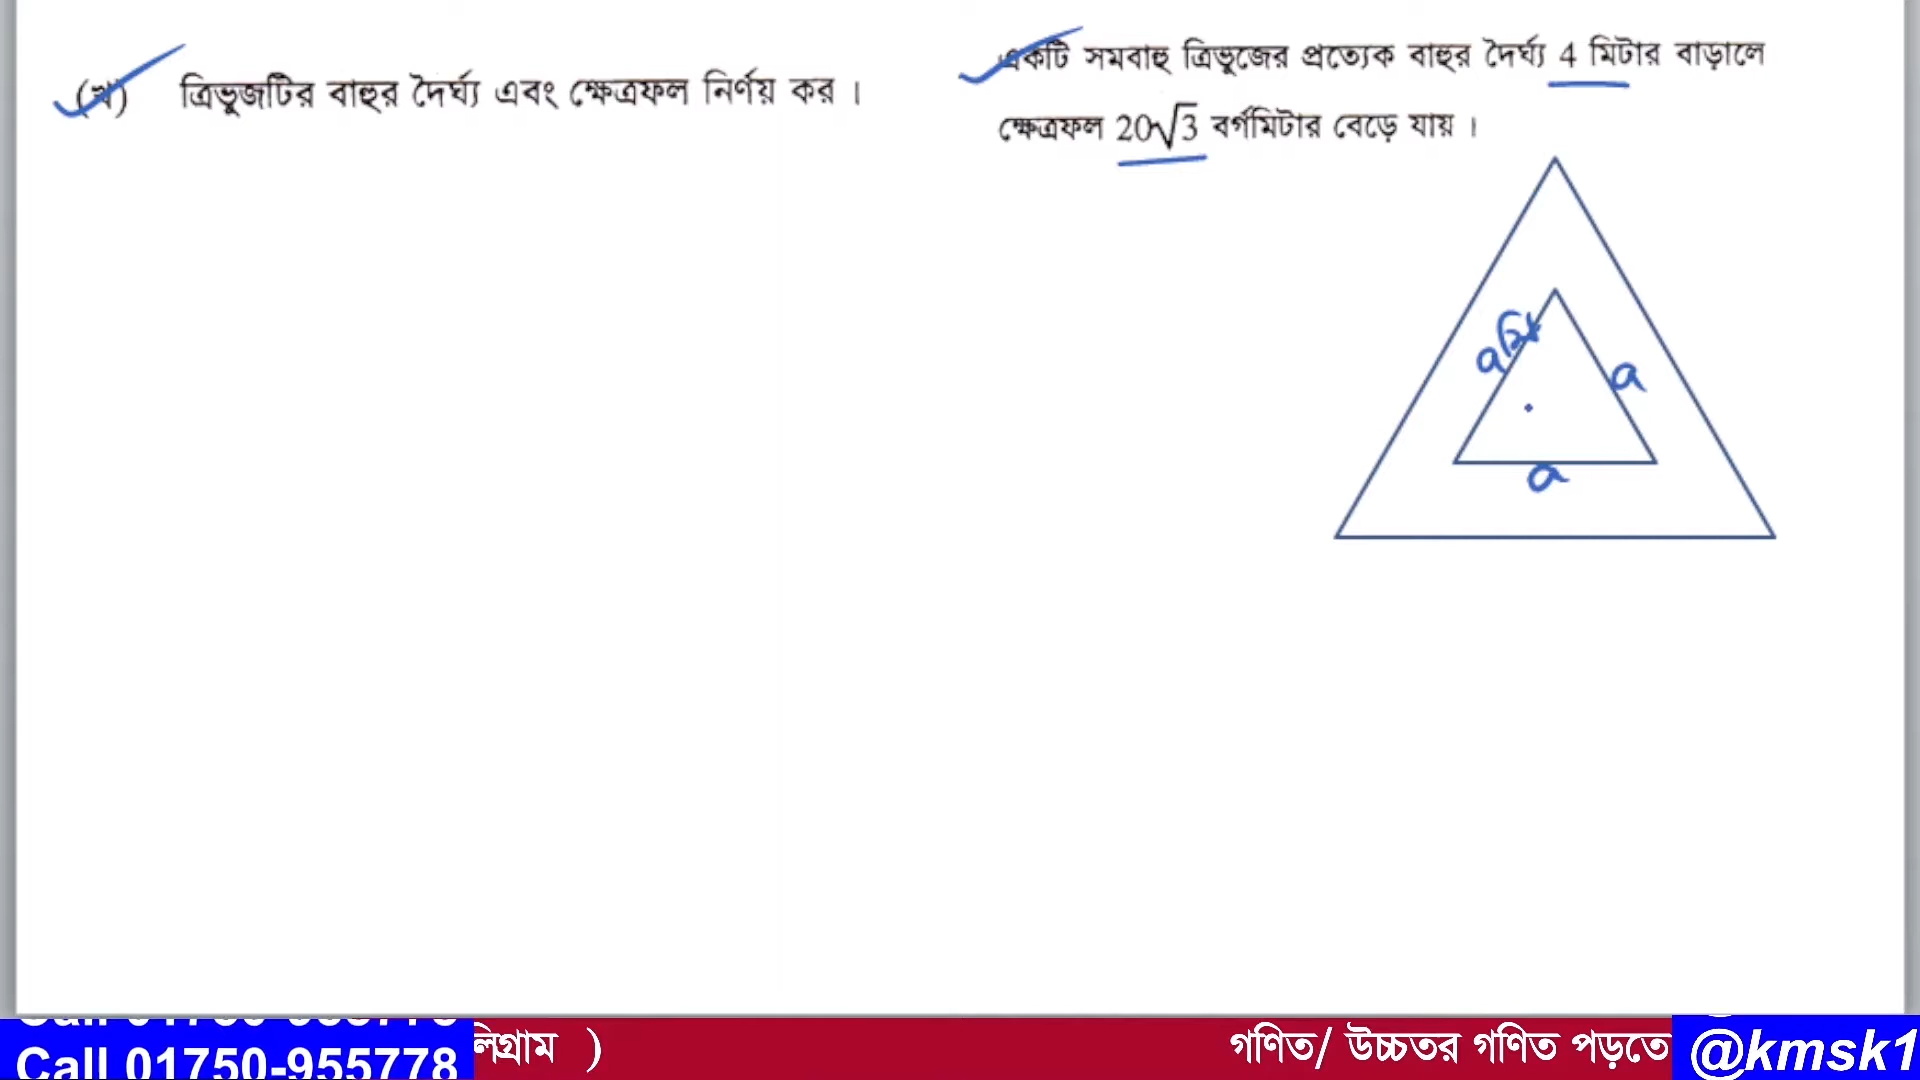 (খ) ত্রিভুজটির বাহুর দৈর্ঘ্য এবং ক্ষেত্রফল নির্ণয় কর ।
একটি সমবাহু ত্রিভুজের প্রত্যেক বাহুর দৈর্ঘ্য 4 মিটার বাড়ালে
ক্ষেত্রফল 20√3 বর্গমিটার বেড়ে যায় ।
a মিঃ
a
a
Call 01750-955778
লিগ্রাম )
গণিত/ উচ্চতর গণিত পড়তে
@kmsk1